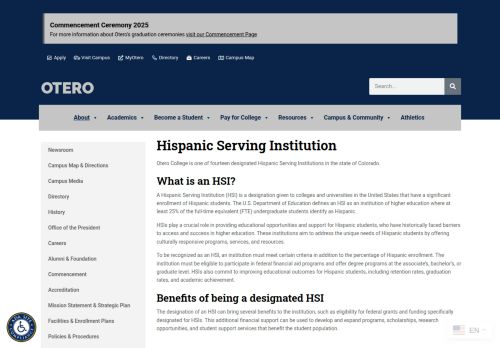 Commencement Ceremony 2025
For more information about Otero's graduation ceremonies visit our Commencement Page
Apply Visit Campus MyOtero Directory Careers Campus Map
OTERO
Search...
About Academics Become a Student Pay for College Resources Campus & Community Athletics
Newsroom
Campus Map & Directions
Campus Media
Directory
History
Office of the President
Careers
Alumni & Foundation
Commencement
Accreditation
Mission Statement & Strategic Plan
Facilities & Enrollment Plans
Policies & Procedures
Hispanic Serving Institution
Otero College is one of fourteen designated Hispanic Serving Institutions in the state of Colorado.
What is an HSI?
A Hispanic Serving Institution (HSI) is a designation given to colleges and universities in the United States that have a significant
enrollment of Hispanic students. The U.S. Department of Education defines an HSI as an institution of higher education where at
least 25% of the full-time equivalent (FTE) undergraduate students identify as Hispanic.
HSIs play a crucial role in providing educational opportunities and support for Hispanic students, who have historically faced barriers
to access and success in higher education. These institutions aim to address the unique needs of Hispanic students by offering
culturally responsive programs, services, and resources.
To be recognized as an HSI, an institution must meet certain criteria in addition to the percentage of Hispanic enrollment. The
institution must be eligible to participate in federal financial aid programs and offer degree programs at the associate's, bachelor's, or
graduate level. HSIs also commit to improving educational outcomes for Hispanic students, including retention rates, graduation
rates, and academic achievement.
Benefits of being a designated HSI
The designation of an HSI can bring several benefits to the institution, such as eligibility for federal grants and funding specifically
designated for HSIs. This additional financial support can be used to develop and expand programs, scholarships, research
opportunities, and student support services that benefit the student population.
EN